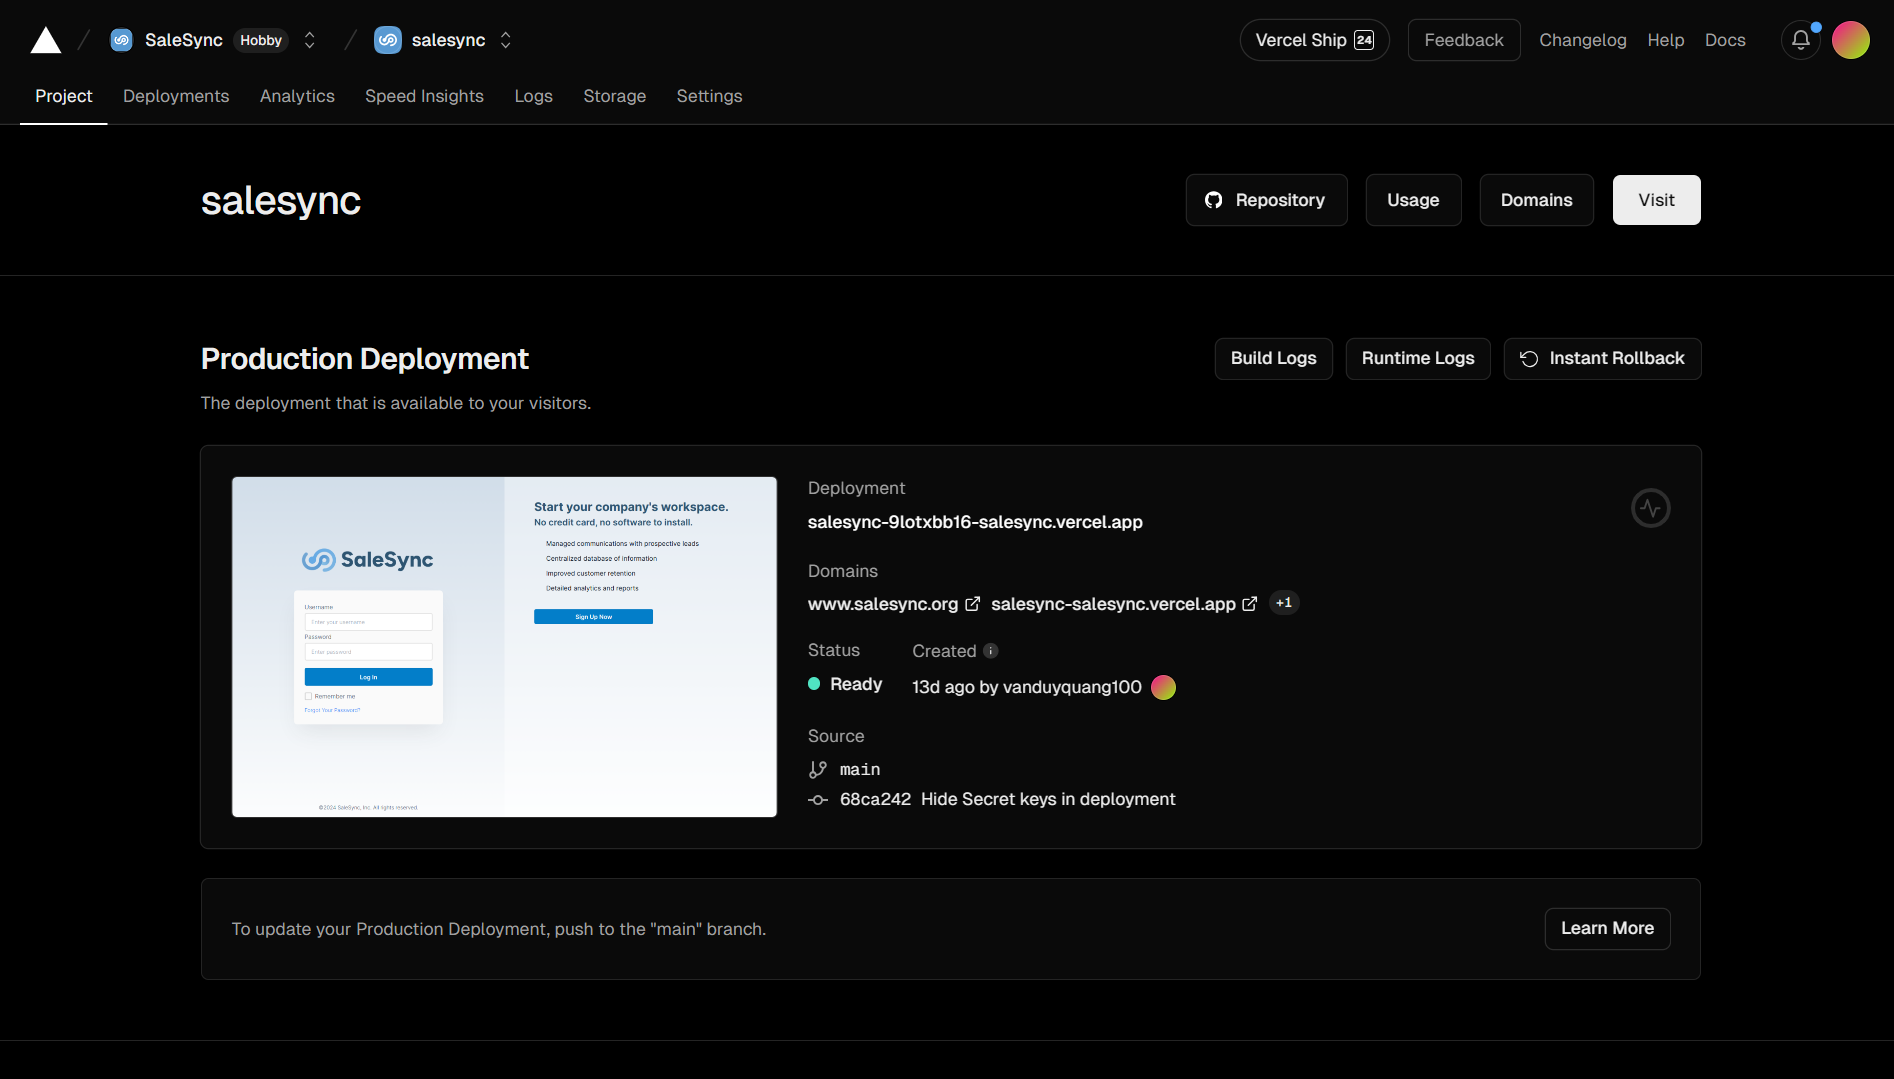 SaleSync Hobby salesync Vercel Ship 24 Feedback Changelog Help Docs
Project Deployments Analytics Speed Insights Logs Storage Settings
salesync Repository Usage Domains Visit
Production Deployment Build Logs Runtime Logs Instant Rollback
The deployment that is available to your visitors.
SaleSync
Username
Enter your username
Password
Enter password
Log In
Remember me
Forgot Your Password?
©2024 SaleSync, Inc. All rights reserved.
Start your company's workspace.
No credit card, no software to install.
Managed communications with prospective leads
Centralized database of information
Improved customer retention
Detailed analytics and reports
Sign Up Now
Deployment
salesync-9lotxbb16-salesync.vercel.app
Domains
www.salesync.org salesync-salesync.vercel.app +1
Status Created
Ready 13d ago by vanduyquang100
Source
main
68ca242 Hide Secret keys in deployment
To update your Production Deployment, push to the "main" branch. Learn More